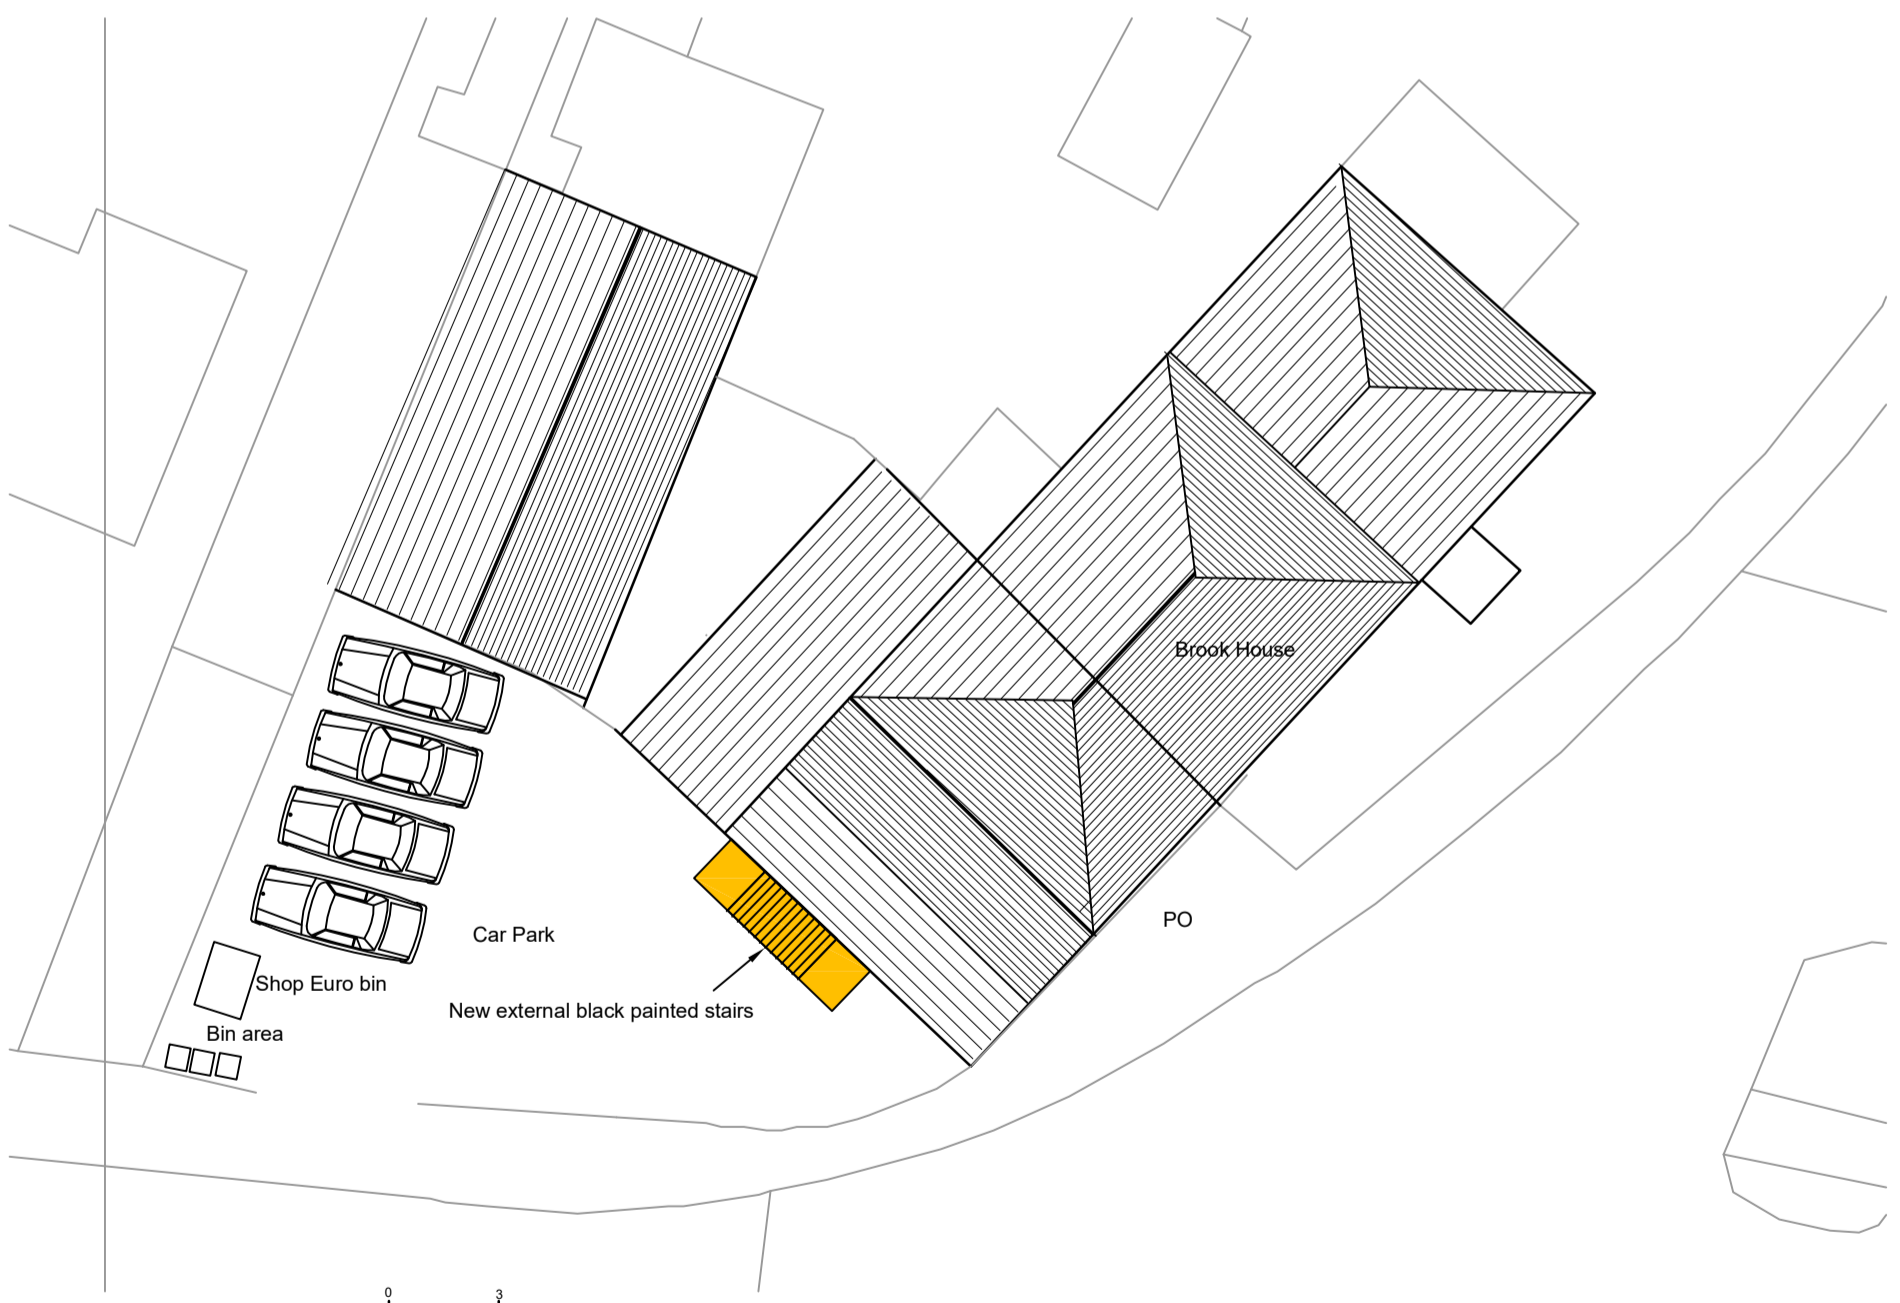 Brook House
PO
Car Park
Shop Euro bin
New external black painted stairs
Bin area
0 3